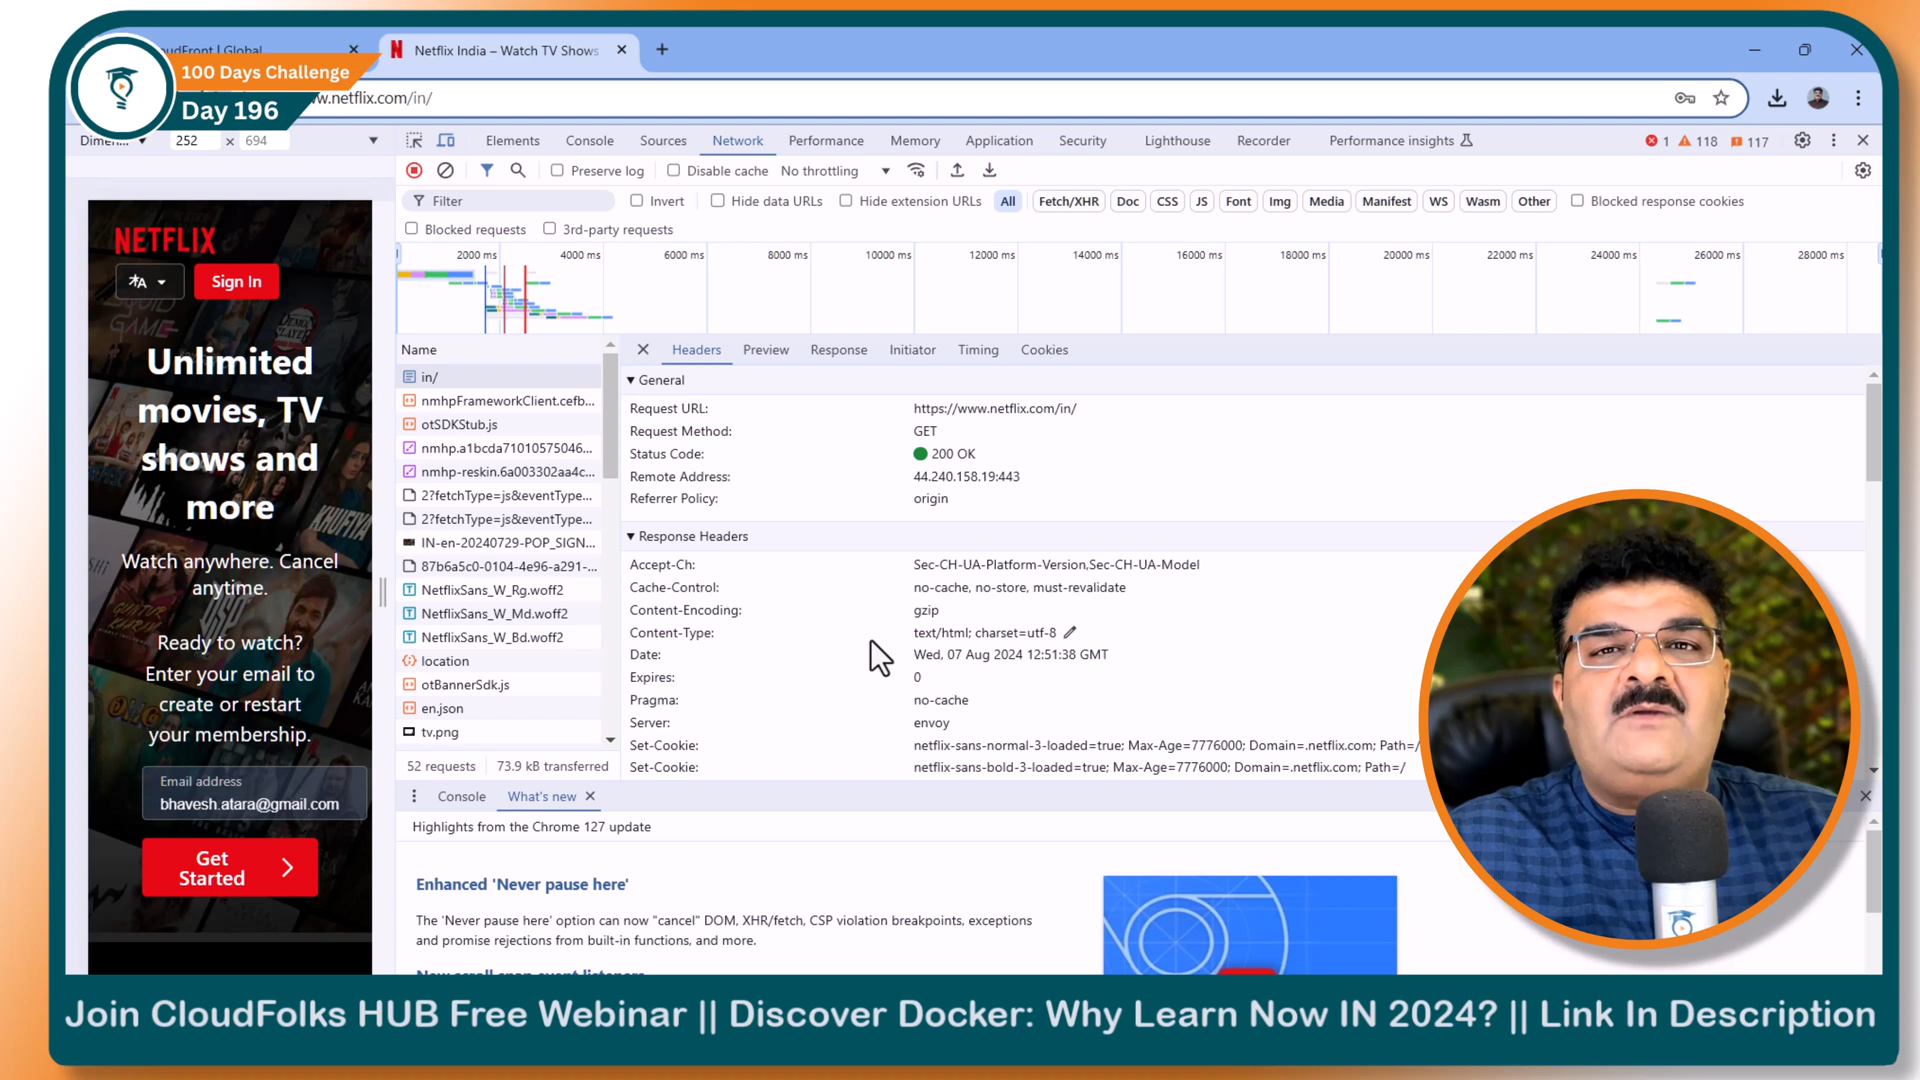 CloudFront | Global
Netflix India – Watch TV Shows
100 Days Challenge
Day 196
www.netflix.com/in/
Dimen...
252 × 694
Elements Console Sources Network Performance Memory Application Security Lighthouse Recorder Performance insights
1 118 117
Preserve log Disable cache No throttling
Filter Invert Hide data URLs Hide extension URLs All Fetch/XHR Doc CSS JS Font Img Media Manifest WS Wasm Other Blocked response cookies
Blocked requests 3rd-party requests
2000 ms 4000 ms 6000 ms 8000 ms 10000 ms 12000 ms 14000 ms 16000 ms 18000 ms 20000 ms 22000 ms 24000 ms 26000 ms 28000 ms
NETFLIX
Sign In
Unlimited
movies, TV
shows and
more
Watch anywhere. Cancel
anytime.
Ready to watch?
Enter your email to
create or restart
your membership.
Email address
bhavesh.atara@gmail.com
Get
Started
Name
in/
nmhpFrameworkClient.cefb...
otSDKStub.js
nmhp.a1bcda71010575046...
nmhp-reskin.6a003302aa4c...
2?fetchType=js&eventType...
2?fetchType=js&eventType...
IN-en-20240729-POP_SIGN...
87b6a5c0-0104-4e96-a291-...
NetflixSans_W_Rg.woff2
NetflixSans_W_Md.woff2
NetflixSans_W_Bd.woff2
location
otBannerSdk.js
en.json
tv.png
52 requests 73.9 kB transferred
Headers Preview Response Initiator Timing Cookies
General
Request URL: https://www.netflix.com/in/
Request Method: GET
Status Code: 200 OK
Remote Address: 44.240.158.19:443
Referrer Policy: origin
Response Headers
Accept-Ch: Sec-CH-UA-Platform-Version,Sec-CH-UA-Model
Cache-Control: no-cache, no-store, must-revalidate
Content-Encoding: gzip
Content-Type: text/html; charset=utf-8
Date: Wed, 07 Aug 2024 12:51:38 GMT
Expires: 0
Pragma: no-cache
Server: envoy
Set-Cookie: netflix-sans-normal-3-loaded=true; Max-Age=7776000; Domain=.netflix.com; Path=/
Set-Cookie: netflix-sans-bold-3-loaded=true; Max-Age=7776000; Domain=.netflix.com; Path=/
Console What's new
Highlights from the Chrome 127 update
Enhanced 'Never pause here'
The 'Never pause here' option can now "cancel" DOM, XHR/fetch, CSP violation breakpoints, exceptions
and promise rejections from built-in functions, and more.
New scroll snap event listeners
Join CloudFolks HUB Free Webinar || Discover Docker: Why Learn Now IN 2024? || Link In Description